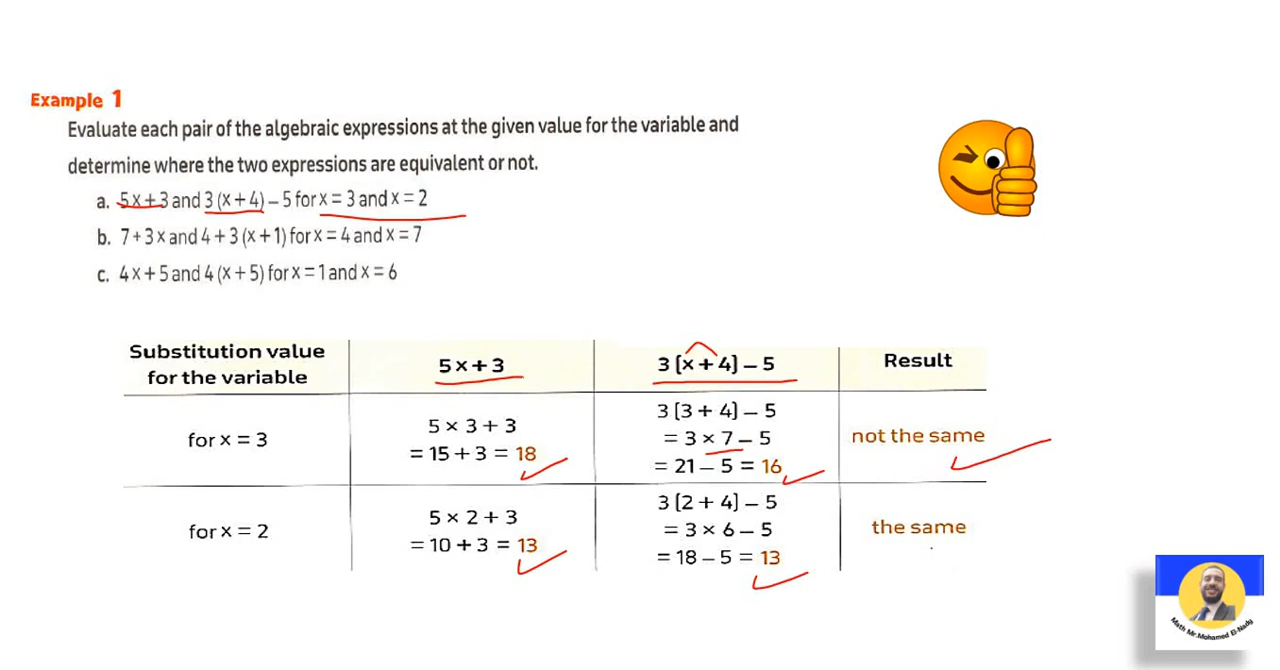 Example 1
Evaluate each pair of the algebraic expressions at the given value for the variable and
determine where the two expressions are equivalent or not.
a. 5x+3 and 3 (x+4) – 5 for x = 3 and x = 2
b. 7+3x and 4+3(x+1) for x = 4 and x = 7
c. 4x+5 and 4 (x+5) for x = 1 and x = 6
Substitution value
for the variable
5x+3
3[x+4] – 5
Result
for x = 3
5 × 3 + 3
= 15 + 3 = 18
3[3+4] – 5
= 3 × 7 – 5
= 21 – 5 = 16
not the same
for x = 2
5 × 2 + 3
= 10 + 3 = 13
3[2+4] – 5
= 3 × 6 – 5
= 18 – 5 = 13
the same
Math Mr.Mohamed El-Nady